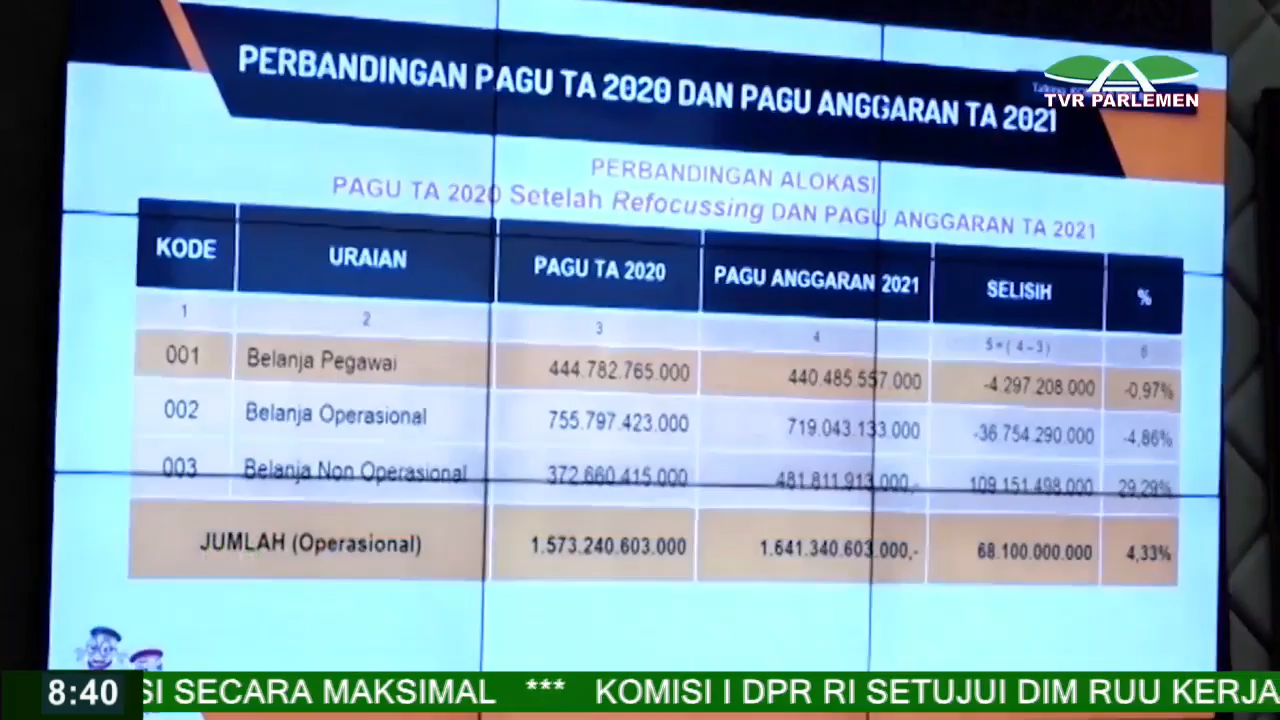 PERBANDINGAN PAGU TA 2020 DAN PAGU ANGGARAN TA 2021
TVR PARLEMEN
PERBANDINGAN ALOKASI
PAGU TA 2020 Setelah Refocussing DAN PAGU ANGGARAN TA 2021
KODE URAIAN PAGU TA 2020 PAGU ANGGARAN 2021 SELISIH %
1 2 3 4 5=(4-3) 6
001 Belanja Pegawai 444.782.765.000 440.485.557.000 -4.297.208.000 -0,97%
002 Belanja Operasional 755.797.423.000 719.043.133.000 -36.754.290.000 -4,86%
003 Belanja Non Operasional 372.660.415.000 481.811.913.000,- 109.151.498.000 29,29%
JUMLAH (Operasional) 1.573.240.603.000 1.641.340.603.000,- 68.100.000.000 4,33%
8:40 SI SECARA MAKSIMAL *** KOMISI I DPR RI SETUJUI DIM RUU KERJA